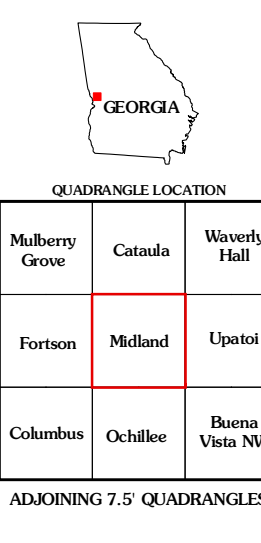 GEORGIA
QUADRANGLE LOCATION
Mulberry
Grove
Cataula
Waverly
Hall
Fortson
Midland
Upatoi
Columbus
Ochillee
Buena
Vista NW
ADJOINING 7.5' QUADRANGLES